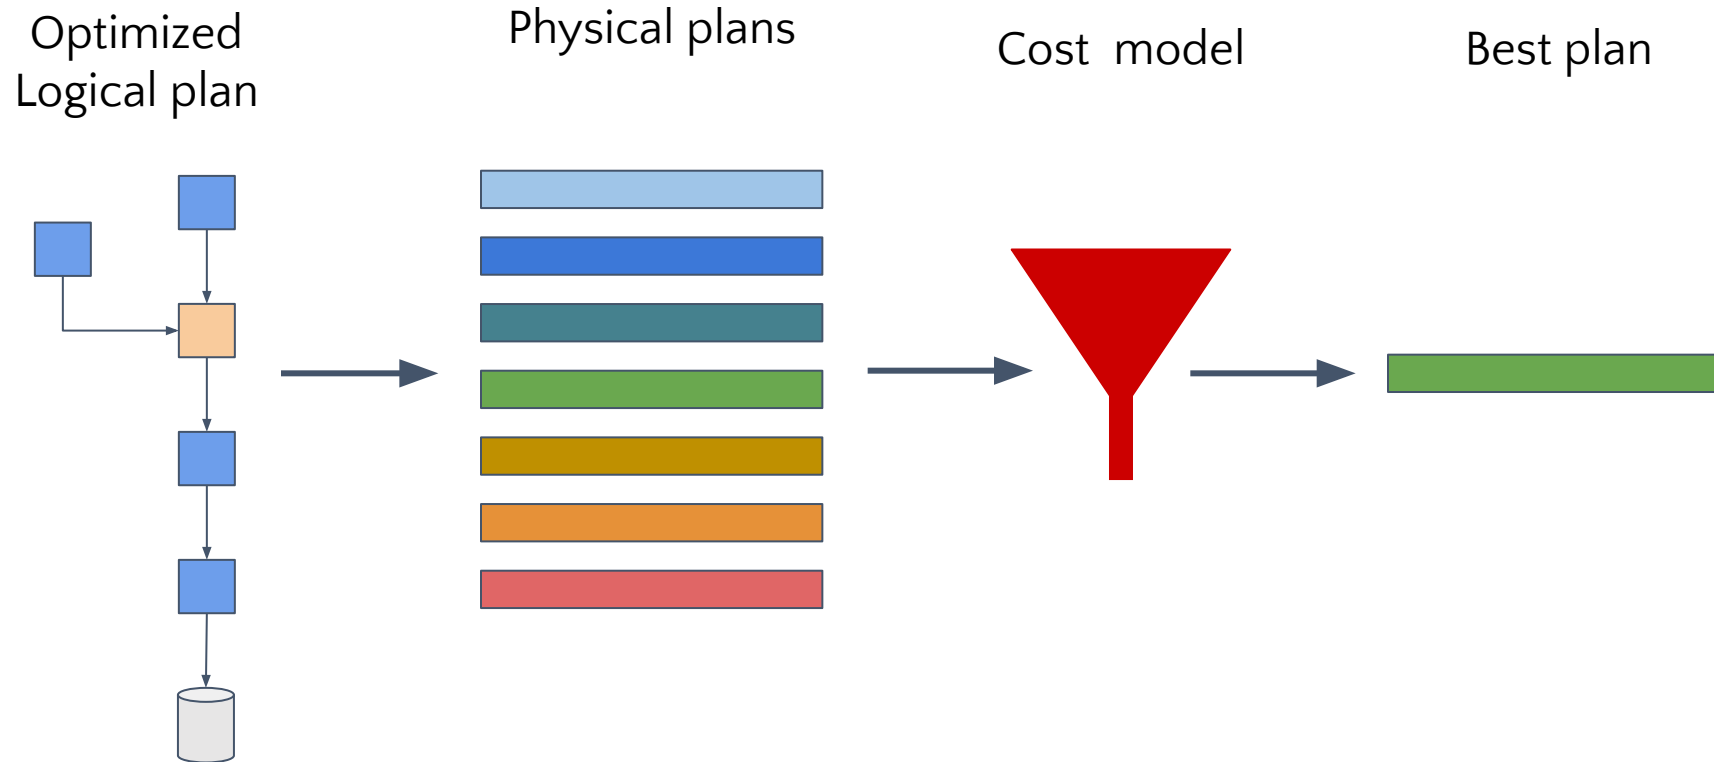 Optimized
Logical plan
Physical plans
Cost model
Best plan